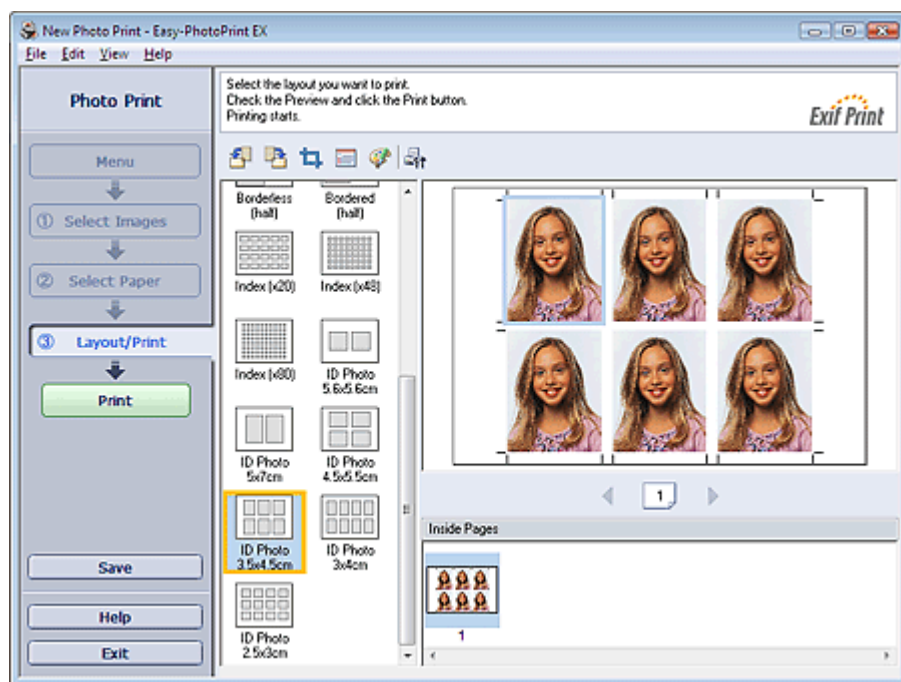 New Photo Print - Easy-PhotoPrint EX
File Edit View Help
Photo Print
Select the layout you want to print.
Check the Preview and click the Print button.
Printing starts.
Exif Print
Menu
① Select Images
② Select Paper
③ Layout/Print
Print
Save
Help
Exit
Borderless
(half)
Bordered
(half)
Index (x20)
Index (x48)
Index (x80)
ID Photo
5.6x5.6cm
ID Photo
5x7cm
ID Photo
4.5x5.5cm
ID Photo
3.5x4.5cm
ID Photo
3x4cm
ID Photo
2.5x3cm
1
Inside Pages
1